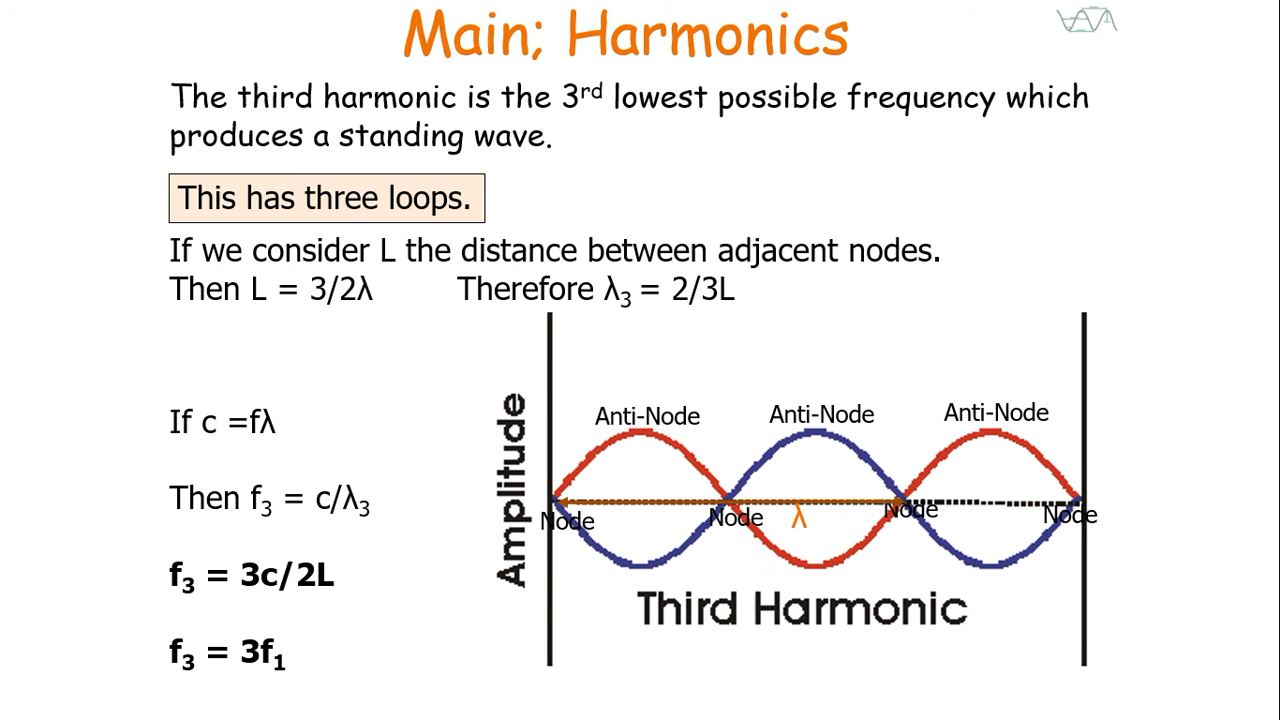 Main; Harmonics
The third harmonic is the 3rd lowest possible frequency which
produces a standing wave.
This has three loops.
If we consider L the distance between adjacent nodes.
Then L = 3/2λ Therefore λ3 = 2/3L
If c =fλ
Then f3 = c/λ3
f3 = 3c/2L
f3 = 3f1
Amplitude
Anti-Node Anti-Node Anti-Node
Node Node λ Node Node
Third Harmonic